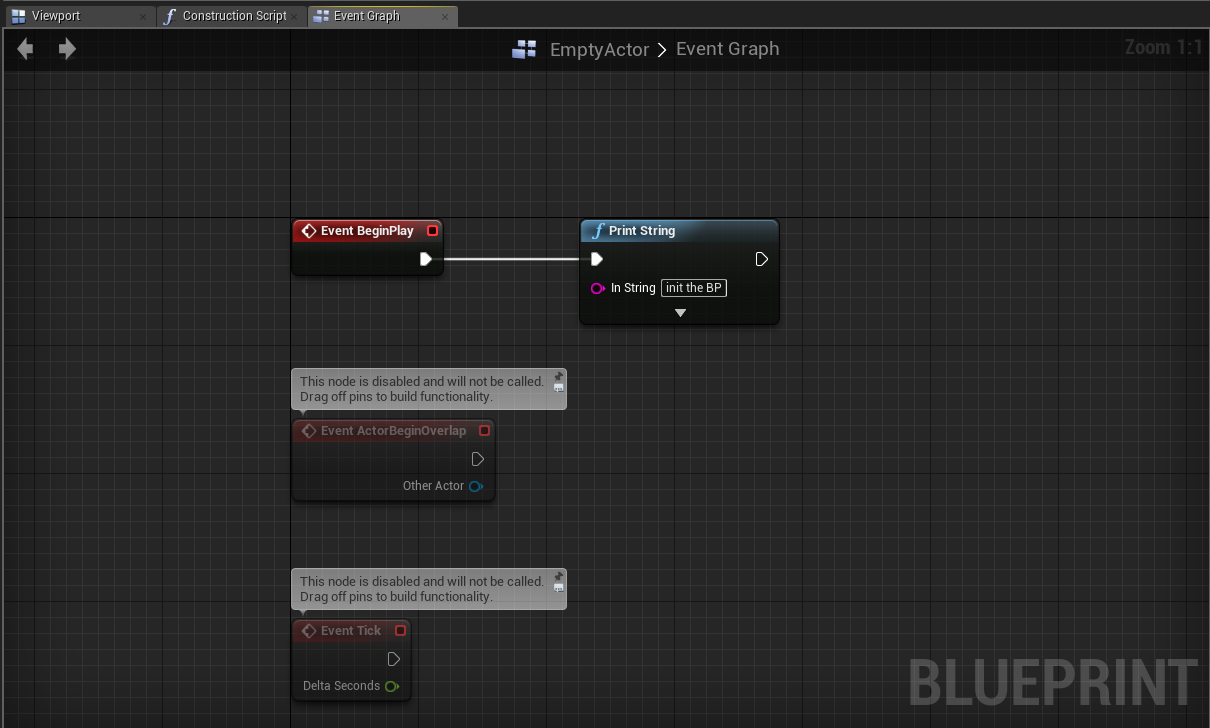 Viewport
Construction Script
Event Graph
EmptyActor > Event Graph
Zoom 1:1
Event BeginPlay
Print String
In String init the BP
This node is disabled and will not be called.
Drag off pins to build functionality.
Event ActorBeginOverlap
Other Actor
This node is disabled and will not be called.
Drag off pins to build functionality.
Event Tick
Delta Seconds
BLUEPRINT